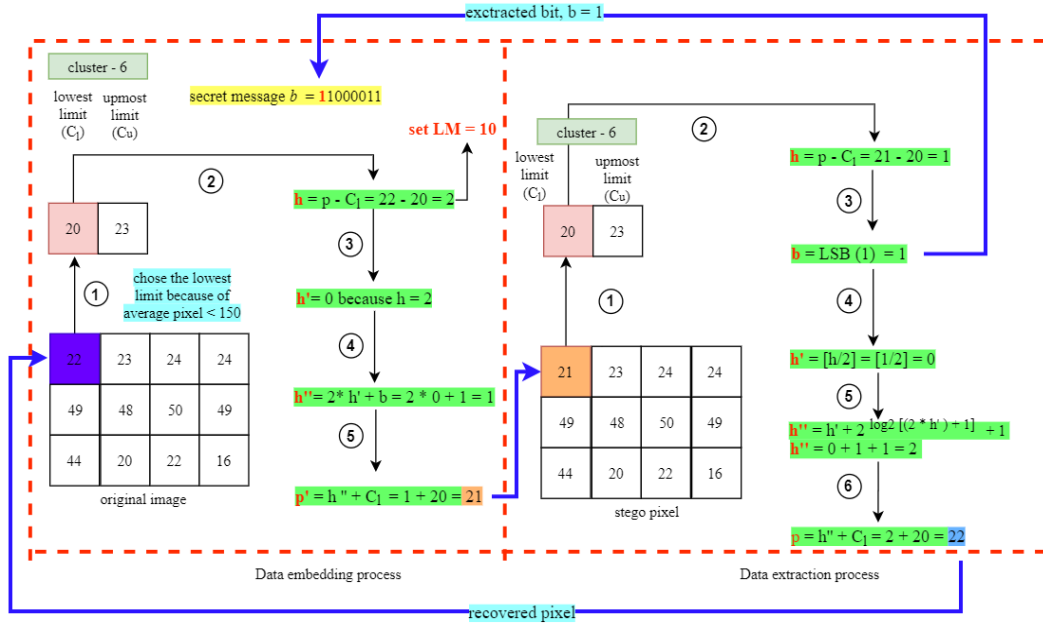 exctracted bit, b = 1
cluster - 6
lowest
limit
(Cl)
upmost
limit
(Cu)
secret message b = 11000011
set LM = 10
2
h = p - Cl = 22 - 20 = 2
20
23
3
1
chose the lowest
limit because of
average pixel < 150
h'= 0 because h = 2
22
23
24
24
49
48
50
49
44
20
22
16
original image
4
h''= 2* h' + b = 2 * 0 + 1 = 1
5
p' = h '' + Cl = 1 + 20 = 21
Data embedding process
cluster - 6
lowest
limit
(Cl)
upmost
limit
(Cu)
2
h = p - Cl = 21 - 20 = 1
20
23
3
b = LSB (1) = 1
1
4
21
23
24
24
49
48
50
49
44
20
22
16
stego pixel
h' = [h/2] = [1/2] = 0
5
h'' = h' + 2 log2 [(2 * h' ) + 1] + 1
h'' = 0 + 1 + 1 = 2
6
p = h'' + Cl = 2 + 20 = 22
Data extraction process
recovered pixel